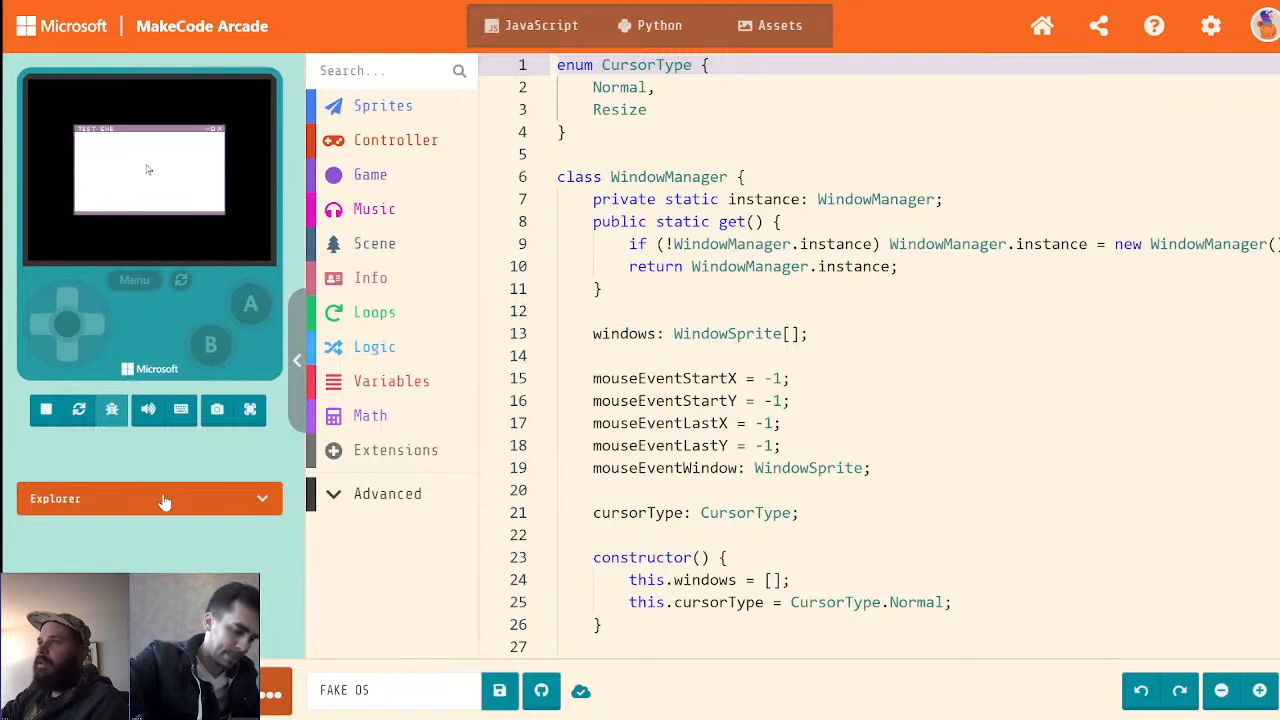 Microsoft | MakeCode Arcade
JavaScript
Python
Assets
TEST.EXE
Menu
A
B
Microsoft
Explorer
Search...
Sprites
Controller
Game
Music
Scene
Info
Loops
Logic
Variables
Math
Extensions
Advanced
1 enum CursorType {
2 Normal,
3 Resize
4 }
5
6 class WindowManager {
7 private static instance: WindowManager;
8 public static get() {
9 if (!WindowManager.instance) WindowManager.instance = new WindowManager()
10 return WindowManager.instance;
11 }
12
13 windows: WindowSprite[];
14
15 mouseEventStartX = -1;
16 mouseEventStartY = -1;
17 mouseEventLastX = -1;
18 mouseEventLastY = -1;
19 mouseEventWindow: WindowSprite;
20
21 cursorType: CursorType;
22
23 constructor() {
24 this.windows = [];
25 this.cursorType = CursorType.Normal;
26 }
27
FAKE OS